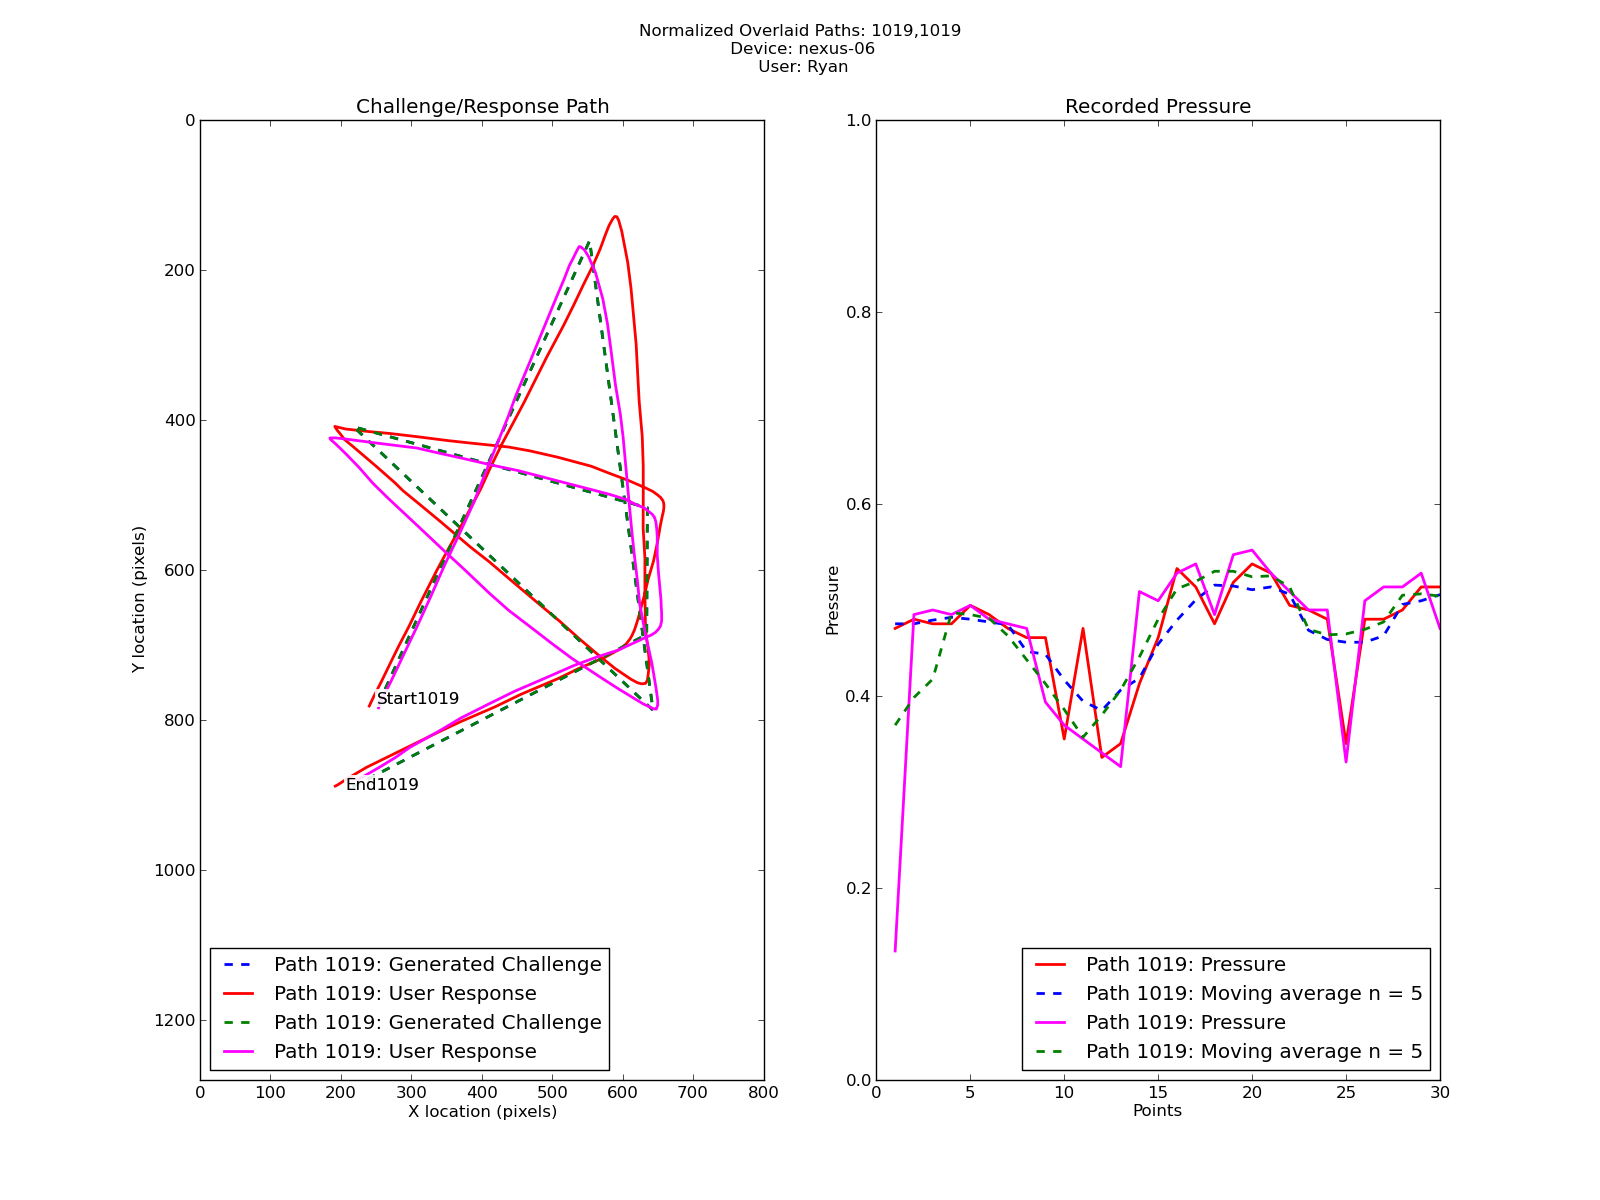 Normalized Overlaid Paths: 1019,1019
Device: nexus-06
User: Ryan
Challenge/Response Path
0
200
400
600
800
1000
1200
Y location (pixels)
Start1019
End1019
Path 1019: Generated Challenge
Path 1019: User Response
Path 1019: Generated Challenge
Path 1019: User Response
0 100 200 300 400 500 600 700 800
X location (pixels)
Recorded Pressure
1.0
0.8
0.6
0.4
0.2
0.0
Pressure
Path 1019: Pressure
Path 1019: Moving average n = 5
Path 1019: Pressure
Path 1019: Moving average n = 5
0 5 10 15 20 25 30
Points